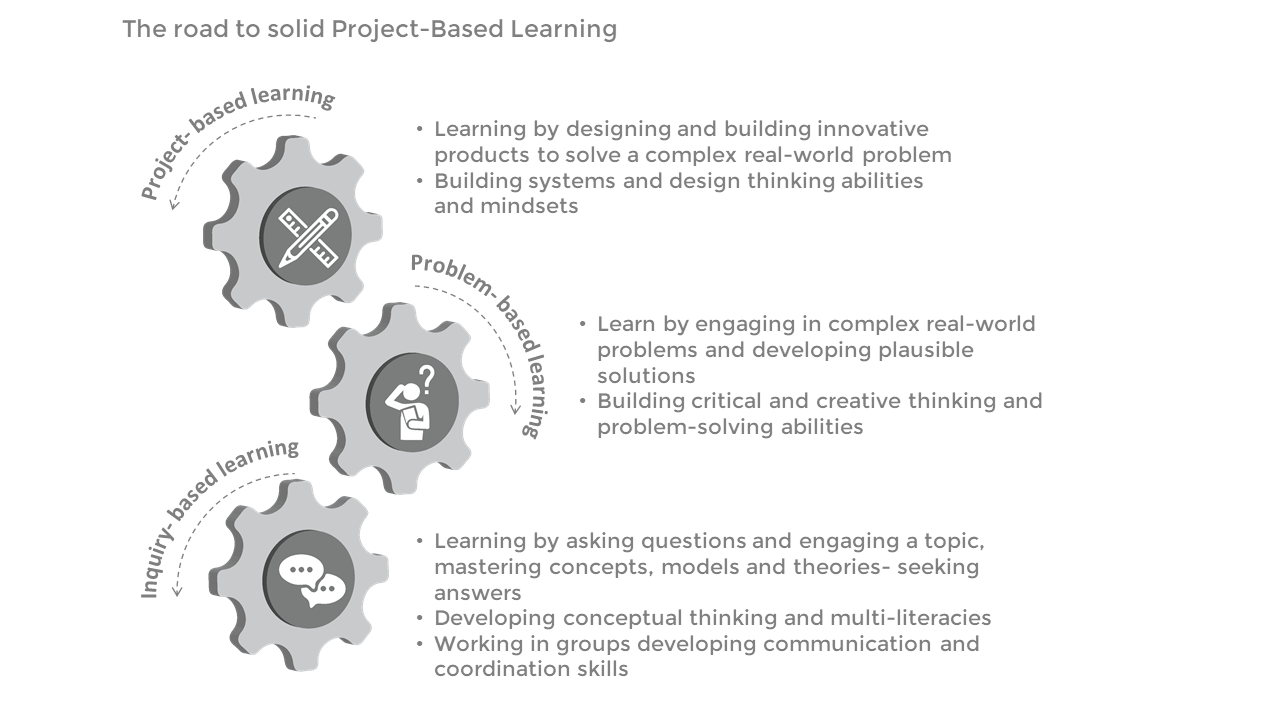 The road to solid Project-Based Learning
Project- based learning
• Learning by designing and building innovative
products to solve a complex real-world problem
• Building systems and design thinking abilities
and mindsets
Problem- based learning
?
• Learn by engaging in complex real-world
problems and developing plausible
solutions
• Building critical and creative thinking and
problem-solving abilities
Inquiry- based learning
• Learning by asking questions and engaging a topic,
mastering concepts, models and theories- seeking
answers
• Developing conceptual thinking and multi-literacies
• Working in groups developing communication and
coordination skills